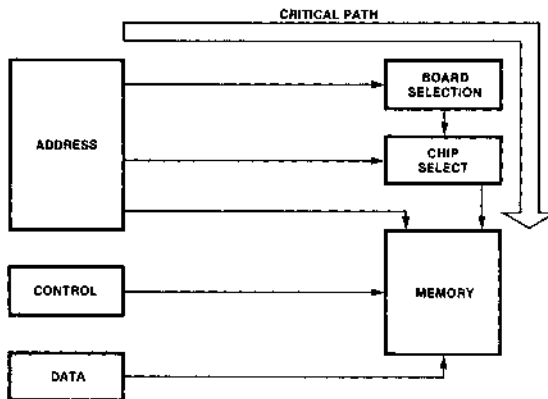 CRITICAL PATH
BOARD
SELECTION
ADDRESS
CHIP
SELECT
CONTROL
MEMORY
DATA